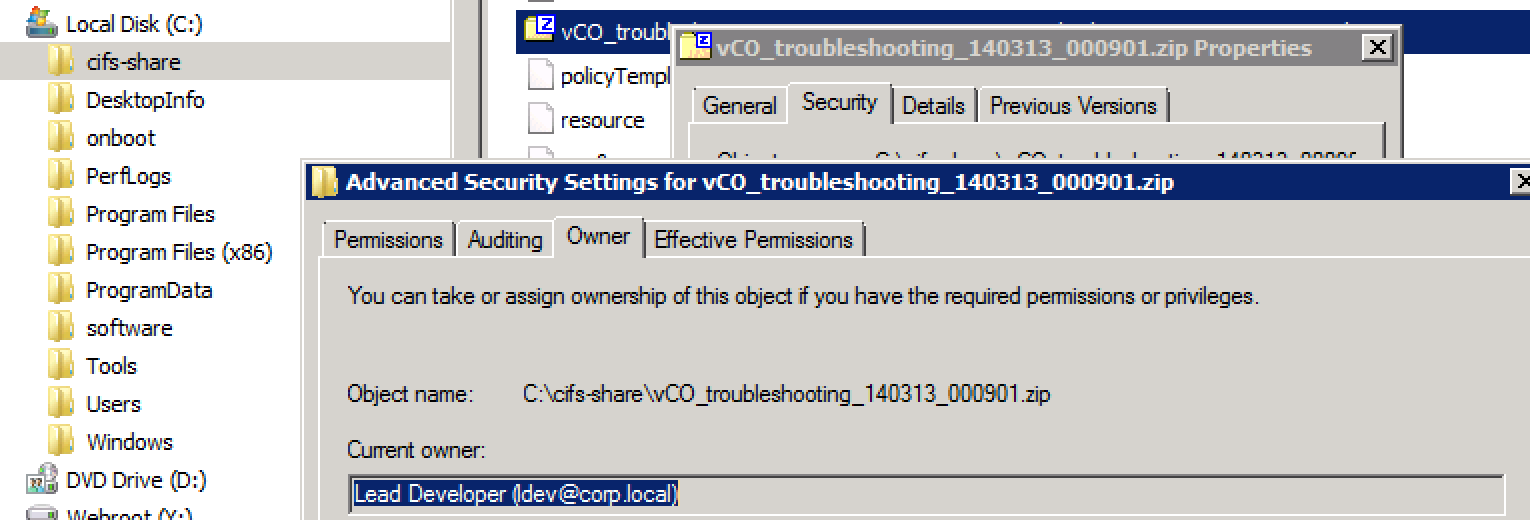 Local Disk (C:)
cifs-share
DesktopInfo
onboot
PerfLogs
Program Files
Program Files (x86)
ProgramData
software
Tools
Users
Windows
DVD Drive (D:)
Webroot (Y:)
vCO_troubl
policyTempl
resource
vCO_troubleshooting_140313_000901.zip Properties
General Security Details Previous Versions
Advanced Security Settings for vCO_troubleshooting_140313_000901.zip
Permissions Auditing Owner Effective Permissions
You can take or assign ownership of this object if you have the required permissions or privileges.
Object name: C:\cifs-share\vCO_troubleshooting_140313_000901.zip
Current owner:
Lead Developer (ldev@corp.local)